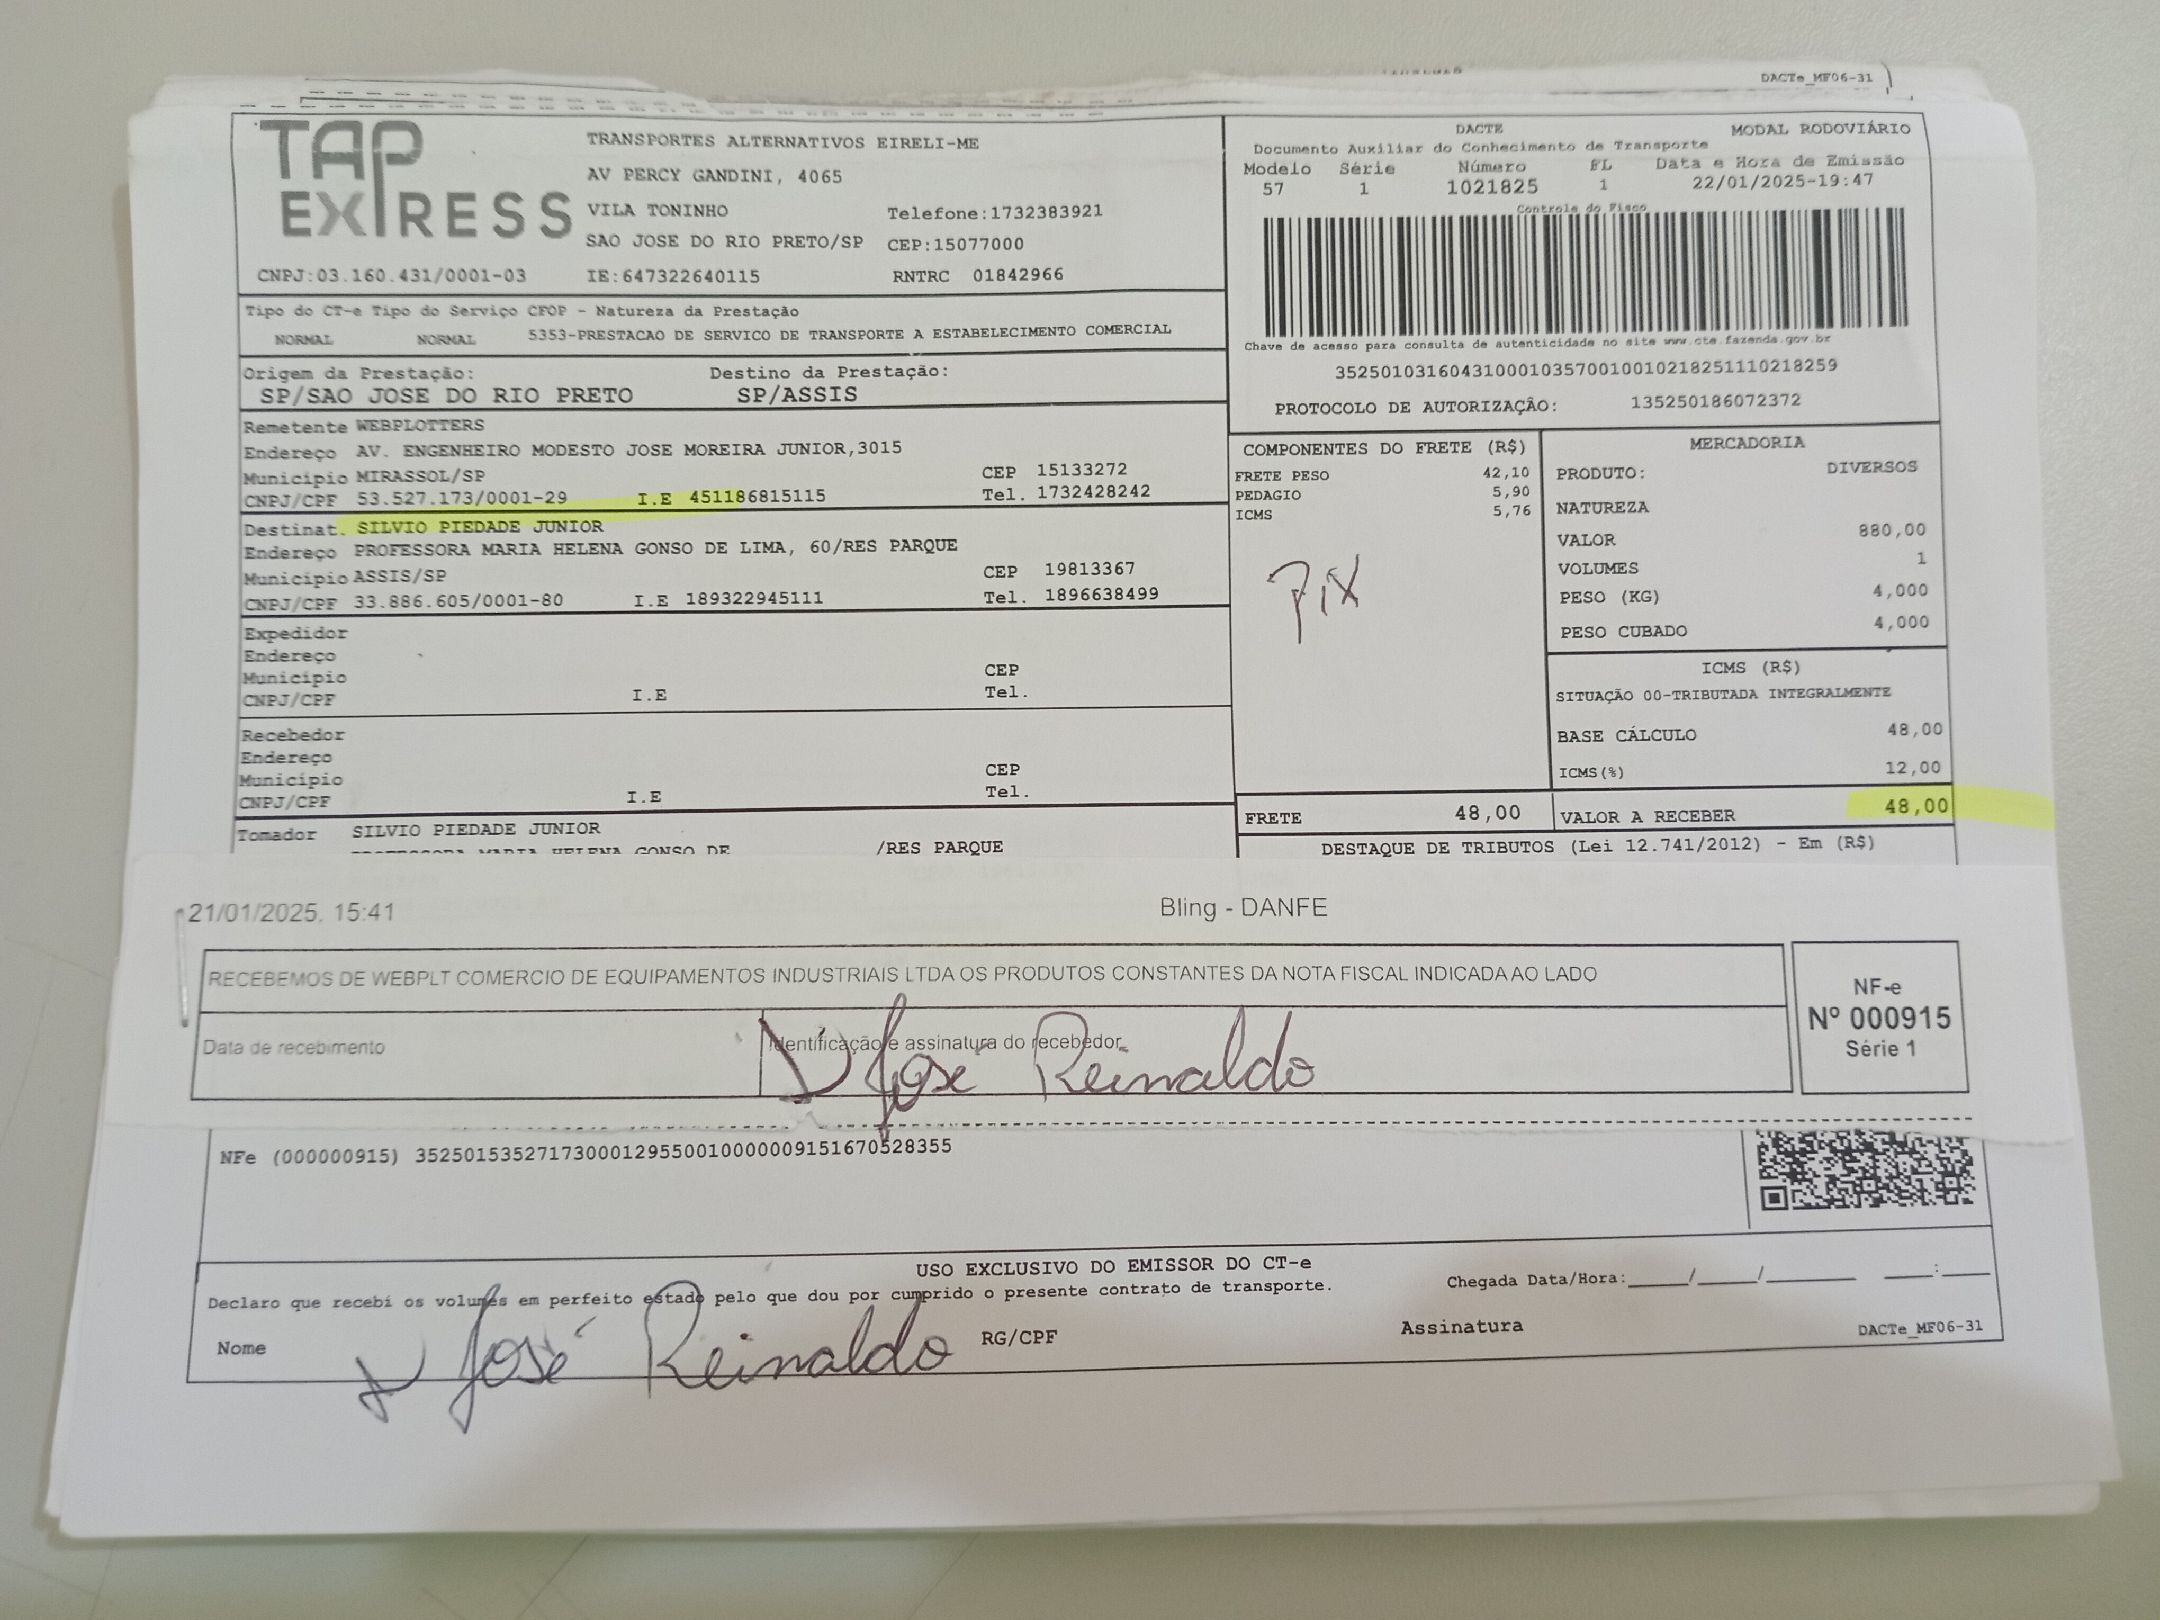 DACTe_MF06-31
TAP EXPRESS
TRANSPORTES ALTERNATIVOS EIRELI-ME
AV PERCY GANDINI, 4065
VILA TONINHO Telefone:1732383921
SAO JOSE DO RIO PRETO/SP CEP:15077000
CNPJ:03.160.431/0001-03 IE:647322640115 RNTRC 01842966
DACTE MODAL RODOVIÁRIO
Documento Auxiliar do Conhecimento de Transporte
Modelo Série Número FL Data e Hora de Emissão
57 1 1021825 1 22/01/2025-19:47
Controle do Fisco
Chave de acesso para consulta de autenticidade no site www.cte.fazenda.gov.br
35250103160431000103570010010218251110218259
PROTOCOLO DE AUTORIZAÇÃO: 135250186072372
Tipo do CT-e Tipo do Serviço CFOP - Natureza da Prestação
NORMAL NORMAL 5353-PRESTACAO DE SERVICO DE TRANSPORTE A ESTABELECIMENTO COMERCIAL
Origem da Prestação: Destino da Prestação:
SP/SAO JOSE DO RIO PRETO SP/ASSIS
Remetente WEBPLOTTERS
Endereço AV. ENGENHEIRO MODESTO JOSE MOREIRA JUNIOR,3015
Município MIRASSOL/SP CEP 15133272
CNPJ/CPF 53.527.173/0001-29 I.E 451186815115 Tel. 1732428242
Destinat. SILVIO PIEDADE JUNIOR
Endereço PROFESSORA MARIA HELENA GONSO DE LIMA, 60/RES PARQUE
Município ASSIS/SP CEP 19813367
CNPJ/CPF 33.886.605/0001-80 I.E 189322945111 Tel. 1896638499
Expedidor
Endereço
Município CEP
CNPJ/CPF I.E Tel.
Recebedor
Endereço
Município CEP
CNPJ/CPF I.E Tel.
Tomador SILVIO PIEDADE JUNIOR
PROFESSORA MARIA HELENA GONSO DE /RES PARQUE
COMPONENTES DO FRETE (R$)
FRETE PESO 42,10
PEDAGIO 5,90
ICMS 5,76
PIX
MERCADORIA
PRODUTO: DIVERSOS
NATUREZA
VALOR 880,00
VOLUMES 1
PESO (KG) 4,000
PESO CUBADO 4,000
ICMS (R$)
SITUAÇÃO 00-TRIBUTADA INTEGRALMENTE
BASE CÁLCULO 48,00
ICMS(%) 12,00
FRETE 48,00 VALOR A RECEBER 48,00
DESTAQUE DE TRIBUTOS (Lei 12.741/2012) - Em (R$)
21/01/2025, 15:41 Bling - DANFE
RECEBEMOS DE WEBPLT COMERCIO DE EQUIPAMENTOS INDUSTRIAIS LTDA OS PRODUTOS CONSTANTES DA NOTA FISCAL INDICADA AO LADO
Data de recebimento Identificação e assinatura do recebedor
José Reinaldo
NF-e
Nº 000915
Série 1
NFe (000000915) 35250153527173000129550010000009151670528355
USO EXCLUSIVO DO EMISSOR DO CT-e
Declaro que recebi os volumes em perfeito estado pelo que dou por cumprido o presente contrato de transporte. Chegada Data/Hora:____/____/______ ___:___
Nome José Reinaldo RG/CPF Assinatura DACTe_MF06-31